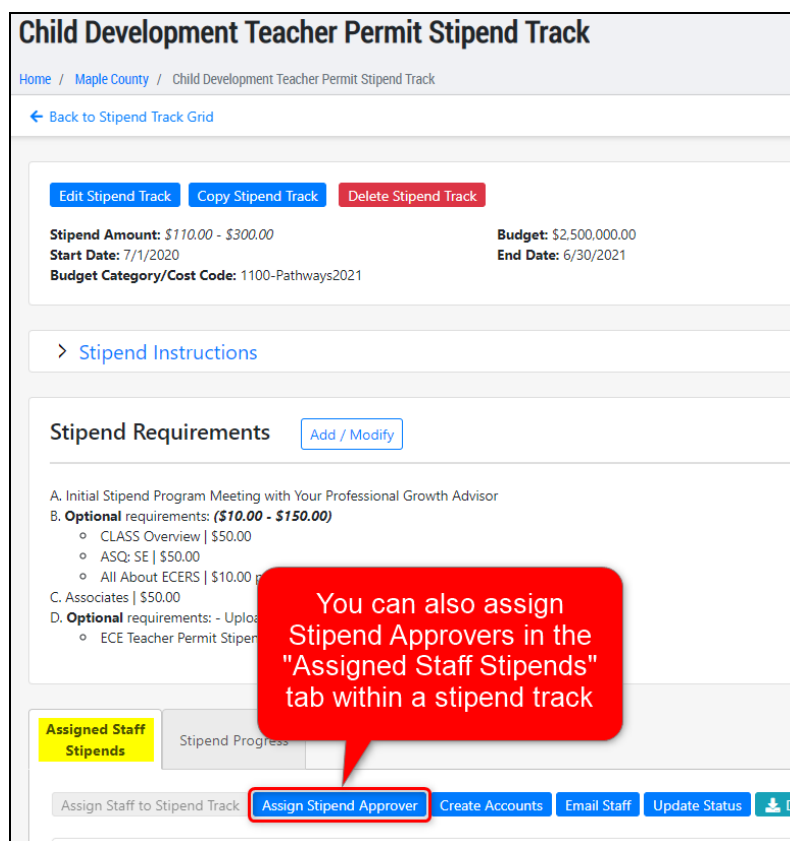 Child Development Teacher Permit Stipend Track
Home / Maple County / Child Development Teacher Permit Stipend Track
← Back to Stipend Track Grid
Edit Stipend Track Copy Stipend Track Delete Stipend Track
Stipend Amount: $110.00 - $300.00 Budget: $2,500,000.00
Start Date: 7/1/2020 End Date: 6/30/2021
Budget Category/Cost Code: 1100-Pathways2021
> Stipend Instructions
Stipend Requirements Add / Modify
A. Initial Stipend Program Meeting with Your Professional Growth Advisor
B. Optional requirements: ($10.00 - $150.00)
CLASS Overview | $50.00
ASQ: SE | $50.00
All About ECERS | $10.00
C. Associates | $50.00
D. Optional requirements: -
ECE Teacher Permit
You can also assign
Stipend Approvers in the
"Assigned Staff Stipends"
tab within a stipend track
Assigned Staff
Stipends
Stipend Progress
Assign Staff to Stipend Track Assign Stipend Approver Create Accounts Email Staff Update Status